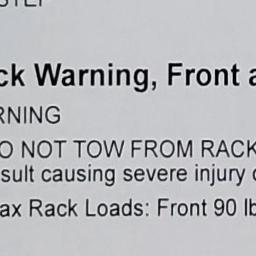 ck Warning, Front a
RNING
O NOT TOW FROM RACK
sult causing severe injury
ax Rack Loads: Front 90 lb